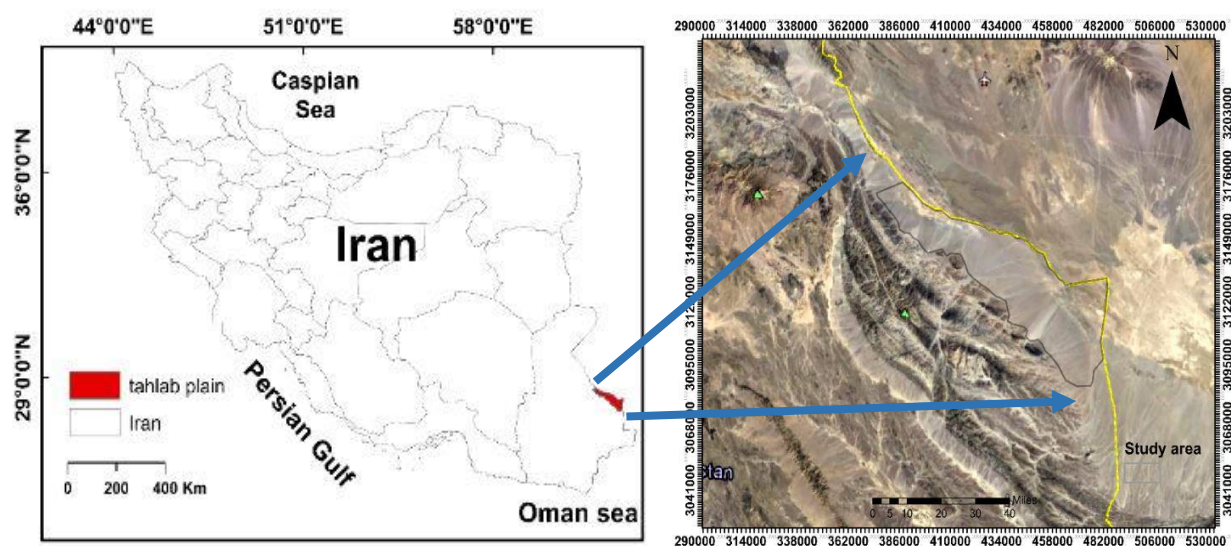 44°0'0"E 51°0'0"E 58°0'0"E
36°0'0"N
29°0'0"N
Caspian
Sea
Iran
Persian Gulf
Oman sea
tahlab plain
Iran
0 200 400 Km
290000 314000 338000 362000 386000 410000 434000 458000 482000 506000 530000
3203000
3176000
3149000
3122000
3095000
3068000
3041000
N
Study area
stan
Miles
0 5 10 20 30 40
3203000
3176000
3149000
3122000
3095000
3068000
3041000
290000 314000 338000 362000 386000 410000 434000 458000 482000 506000 530000